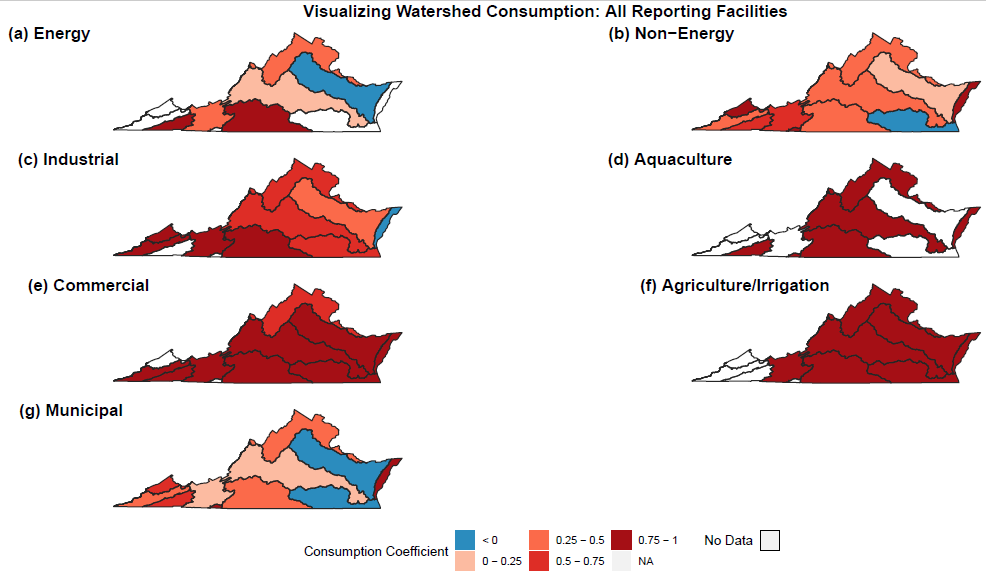 Visualizing Watershed Consumption: All Reporting Facilities
(a) Energy
(b) Non−Energy
(c) Industrial
(d) Aquaculture
(e) Commercial
(f) Agriculture/Irrigation
(g) Municipal
Consumption Coefficient
< 0
0 − 0.25
0.25 − 0.5
0.5 − 0.75
0.75 − 1
NA
No Data